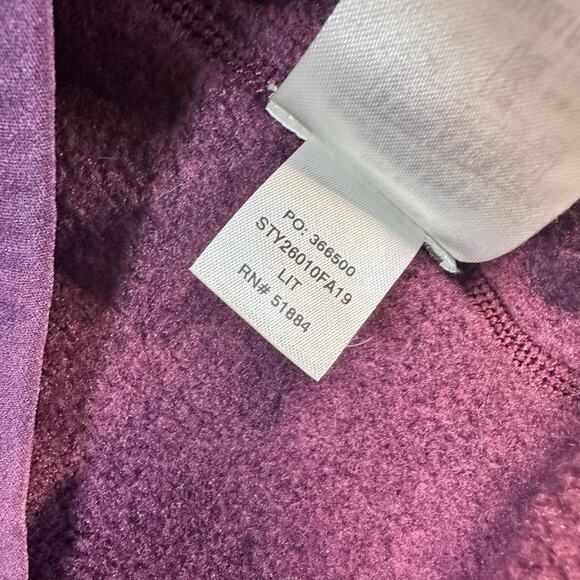 PO: 366500
STY26010FA19
LIT
RN# 51884